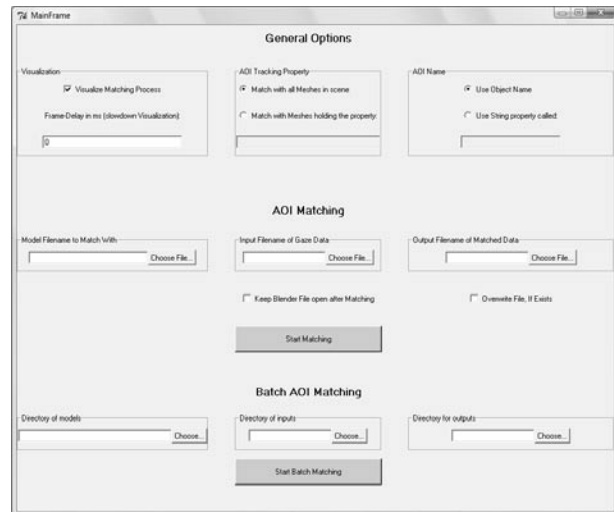 MainFrame
General Options
Visualization
AOI Tracking Property
AOI Name
Visualize Matching Process
Match with all Meshes in scene
Use Object Name
Frame-Delay in ms (slowdown Visualization)
Match with Meshes holding the property:
Use String property called:
0
AOI Matching
Model Filename to Match With
Input Filename of Gaze Data
Output Filename of Matched Data
Choose File...
Choose File...
Choose File...
Keep Blender File open after Matching
Overwrite File, If Exists
Start Matching
Batch AOI Matching
Directory of models
Directory of inputs
Directory for outputs
Choose...
Choose...
Choose...
Start Batch Matching